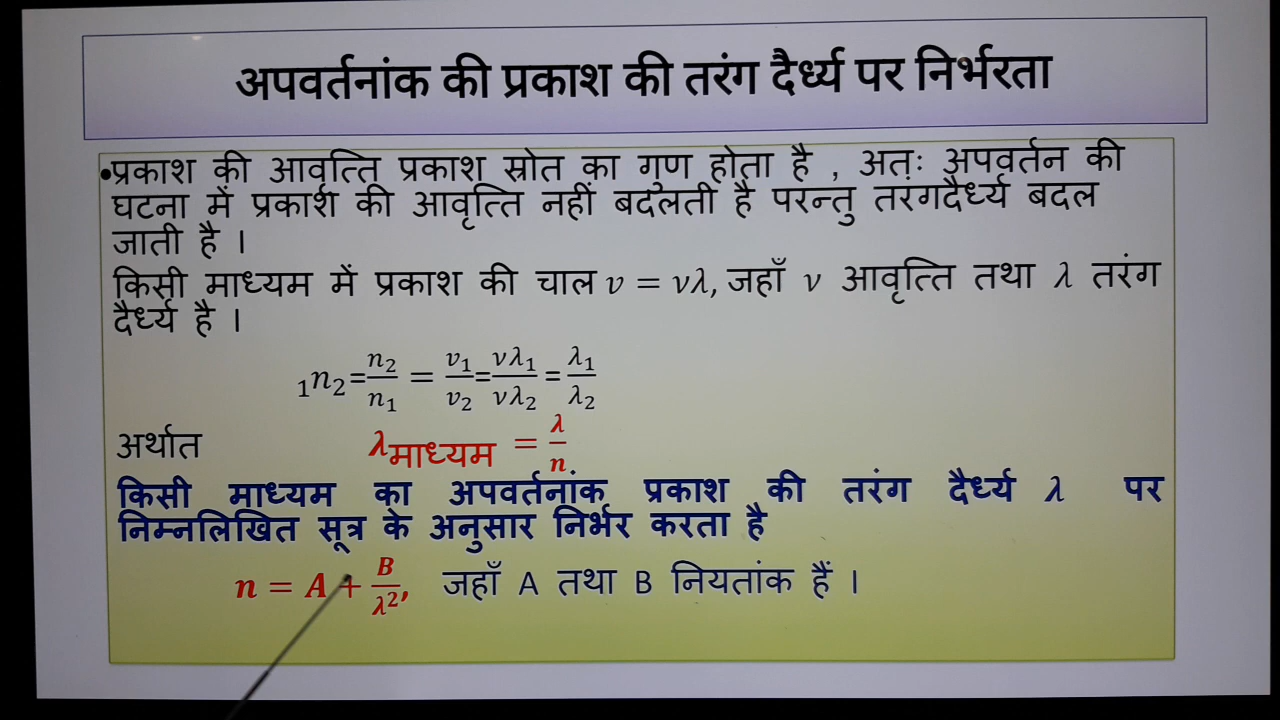 अपवर्तनांक की प्रकाश की तरंग दैर्ध्य पर निर्भरता
•प्रकाश की आवृत्ति प्रकाश स्रोत का गुण होता है , अतः अपवर्तन की
घटना में प्रकाश की आवृत्ति नहीं बदलती है परन्तु तरंगदैर्ध्य बदल
जाती है ।
किसी माध्यम में प्रकाश की चाल v = νλ, जहाँ ν आवृत्ति तथा λ तरंग
दैर्ध्य है ।
₁n₂ = n₂/n₁ = v₁/v₂ = νλ₁/νλ₂ = λ₁/λ₂
अर्थात λमाध्यम = λ/n
किसी माध्यम का अपवर्तनांक प्रकाश की तरंग दैर्ध्य λ पर
निम्नलिखित सूत्र के अनुसार निर्भर करता है
n = A + B/λ², जहाँ A तथा B नियतांक हैं ।